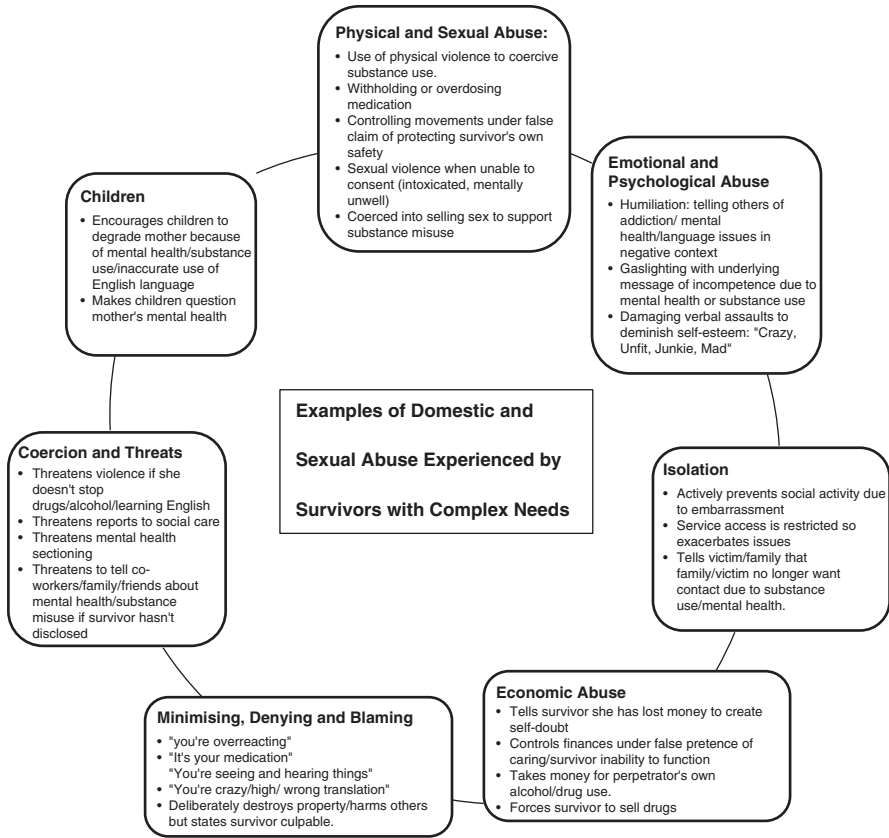 Physical and Sexual Abuse:
• Use of physical violence to coercive
substance use.
• Withholding or overdosing
medication
• Controlling movements under false
claim of protecting survivor's own
safety
• Sexual violence when unable to
consent (intoxicated, mentally
unwell)
• Coerced into selling sex to support
substance misuse
Emotional and
Psychological Abuse
• Humiliation: telling others of
addiction/ mental
health/language issues in
negative context
• Gaslighting with underlying
message of incompetence due to
mental health or substance use
• Damaging verbal assaults to
deminish self-esteem: "Crazy,
Unfit, Junkie, Mad"
Isolation
• Actively prevents social activity due
to embarrassment
• Service access is restricted so
exacerbates issues
• Tells victim/family that
family/victim no longer want
contact due to substance
use/mental health.
Economic Abuse
• Tells survivor she has lost money to create
self-doubt
• Controls finances under false pretence of
caring/survivor inability to function
• Takes money for perpetrator's own
alcohol/drug use.
• Forces survivor to sell drugs
Minimising, Denying and Blaming
• "you're overreacting"
• "It's your medication"
"You're seeing and hearing things"
• "You're crazy/high/ wrong translation"
• Deliberately destroys property/harms others
but states survivor culpable.
Coercion and Threats
• Threatens violence if she
doesn't stop
drugs/alcohol/learning English
• Threatens reports to social care
• Threatens mental health
sectioning
• Threatens to tell co-
workers/family/friends about
mental health/substance
misuse if survivor hasn't
disclosed
Children
• Encourages children to
degrade mother because
of mental health/substance
use/inaccurate use of
English language
• Makes children question
mother's mental health
Examples of Domestic and
Sexual Abuse Experienced by
Survivors with Complex Needs